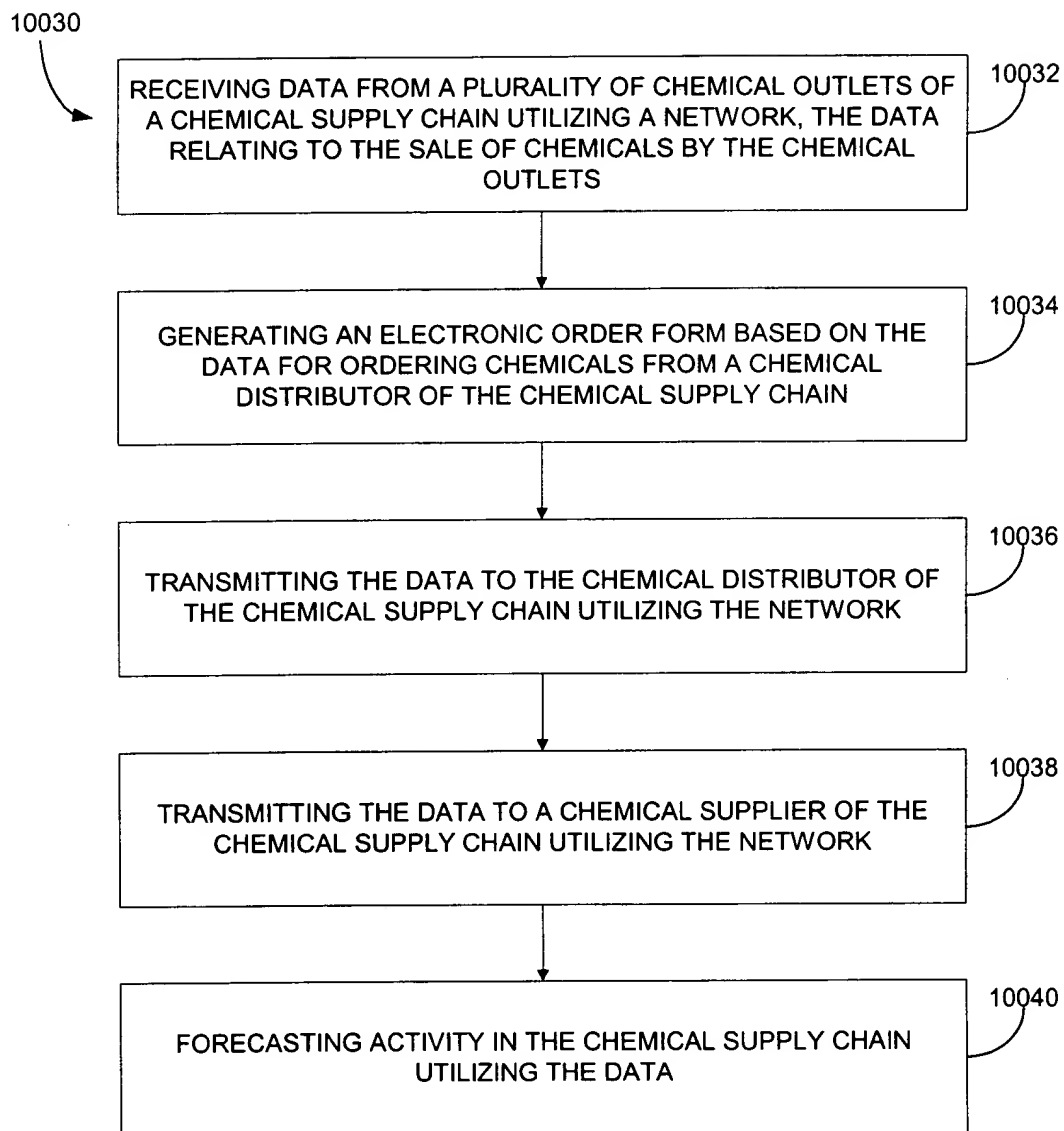 10030
10032
RECEIVING DATA FROM A PLURALITY OF CHEMICAL OUTLETS OF
A CHEMICAL SUPPLY CHAIN UTILIZING A NETWORK, THE DATA
RELATING TO THE SALE OF CHEMICALS BY THE CHEMICAL
OUTLETS
10034
GENERATING AN ELECTRONIC ORDER FORM BASED ON THE
DATA FOR ORDERING CHEMICALS FROM A CHEMICAL
DISTRIBUTOR OF THE CHEMICAL SUPPLY CHAIN
10036
TRANSMITTING THE DATA TO THE CHEMICAL DISTRIBUTOR OF
THE CHEMICAL SUPPLY CHAIN UTILIZING THE NETWORK
10038
TRANSMITTING THE DATA TO A CHEMICAL SUPPLIER OF THE
CHEMICAL SUPPLY CHAIN UTILIZING THE NETWORK
10040
FORECASTING ACTIVITY IN THE CHEMICAL SUPPLY CHAIN
UTILIZING THE DATA